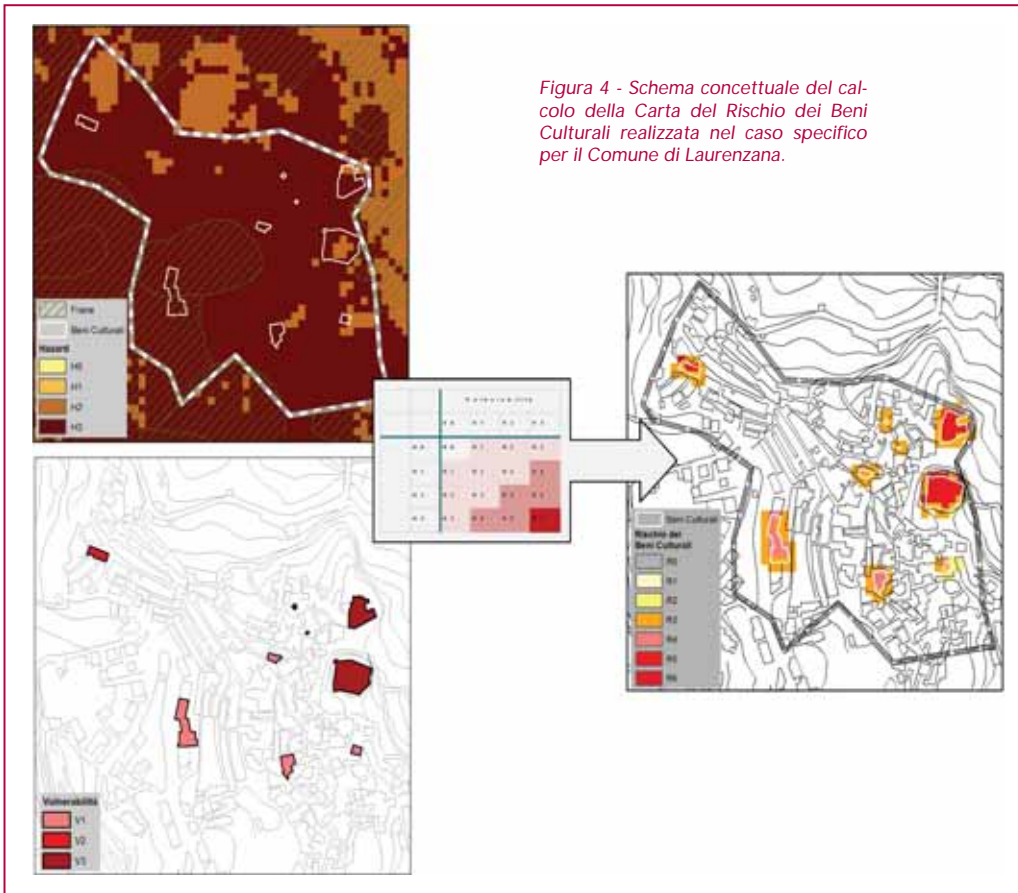 Figura 4 - Schema concettuale del cal-
colo della Carta del Rischio dei Beni
Culturali realizzata nel caso specifico
per il Comune di Laurenzana.
Frana
Beni Culturali
Hazard
H0
H1
H2
H3
Vulnerabilità
Beni Culturali
Rischio dei
Beni Culturali
R0
R1
R2
R3
R4
R5
R6
Vulnerabilità
V1
V2
V3